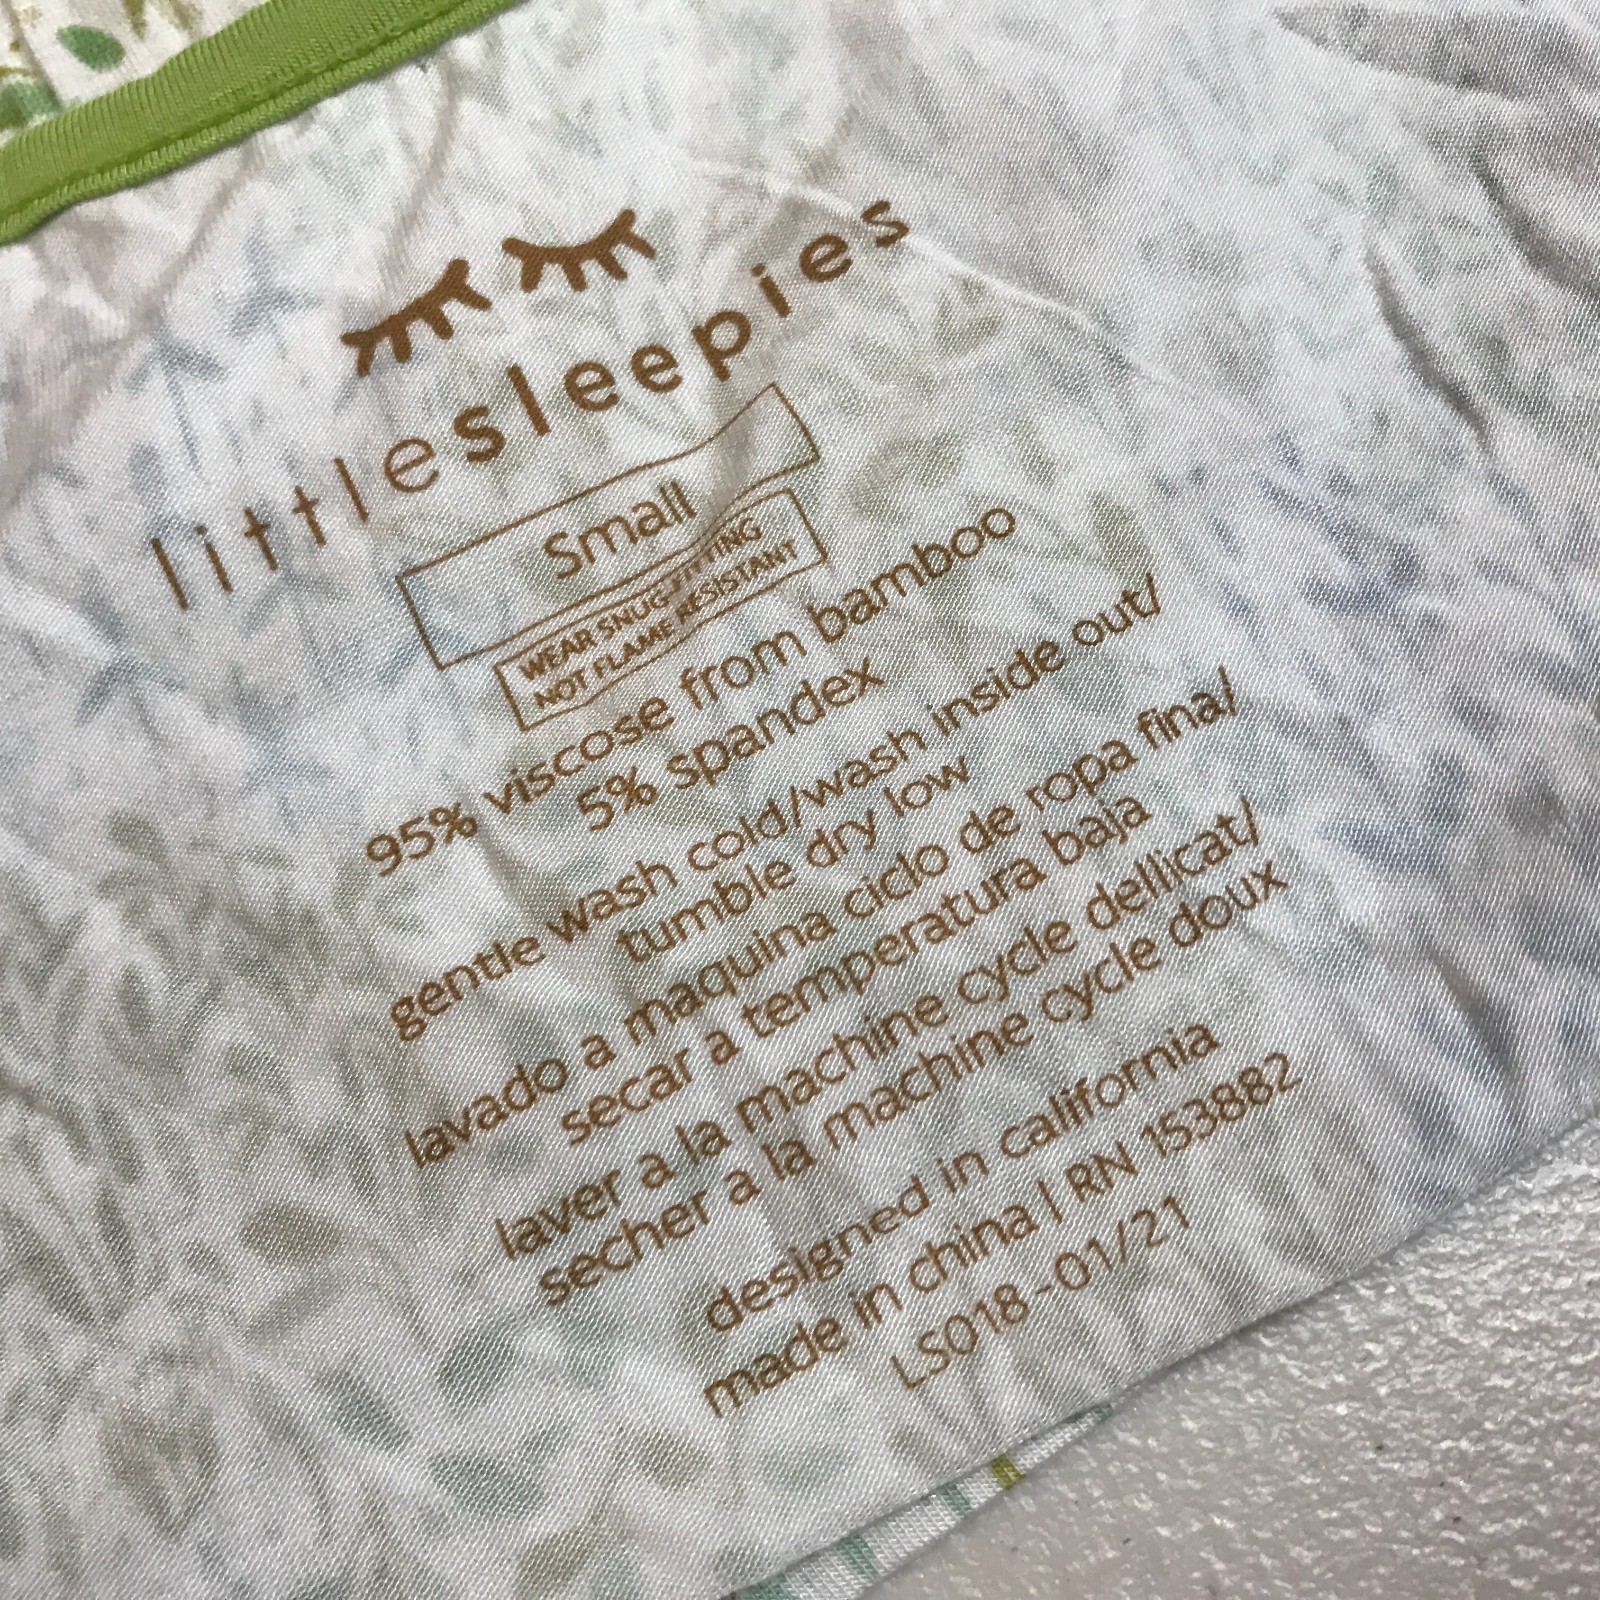 littlesleepies
Small
WEAR SNUG-FITTING
NOT FLAME RESISTANT
95% viscose from bamboo
5% spandex
gentle wash cold/wash inside out/
tumble dry low
lavado a maquina ciclo de ropa fina/
secar a temperatura baja
laver a la machine cycle dellicat/
secher a la machine cycle doux
designed in california
made in china | RN 153882
LS018-01/21